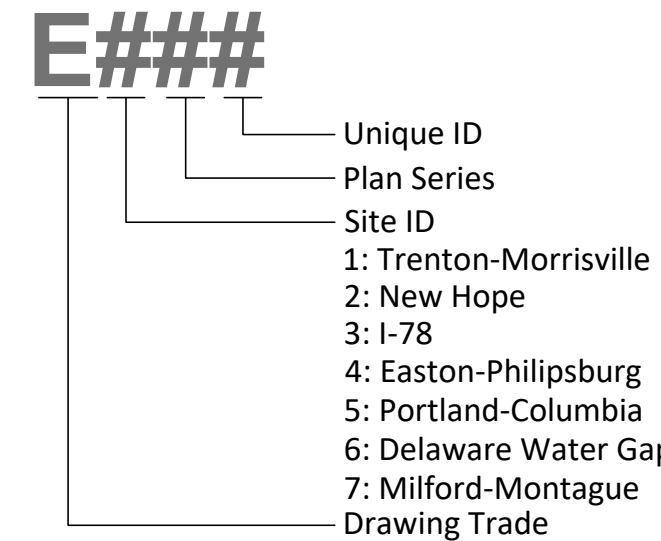 E###
Unique ID
Plan Series
Site ID
1: Trenton-Morrisville
2: New Hope
3: I-78
4: Easton-Philipsburg
5: Portland-Columbia
6: Delaware Water Gap
7: Milford-Montague
Drawing Trade